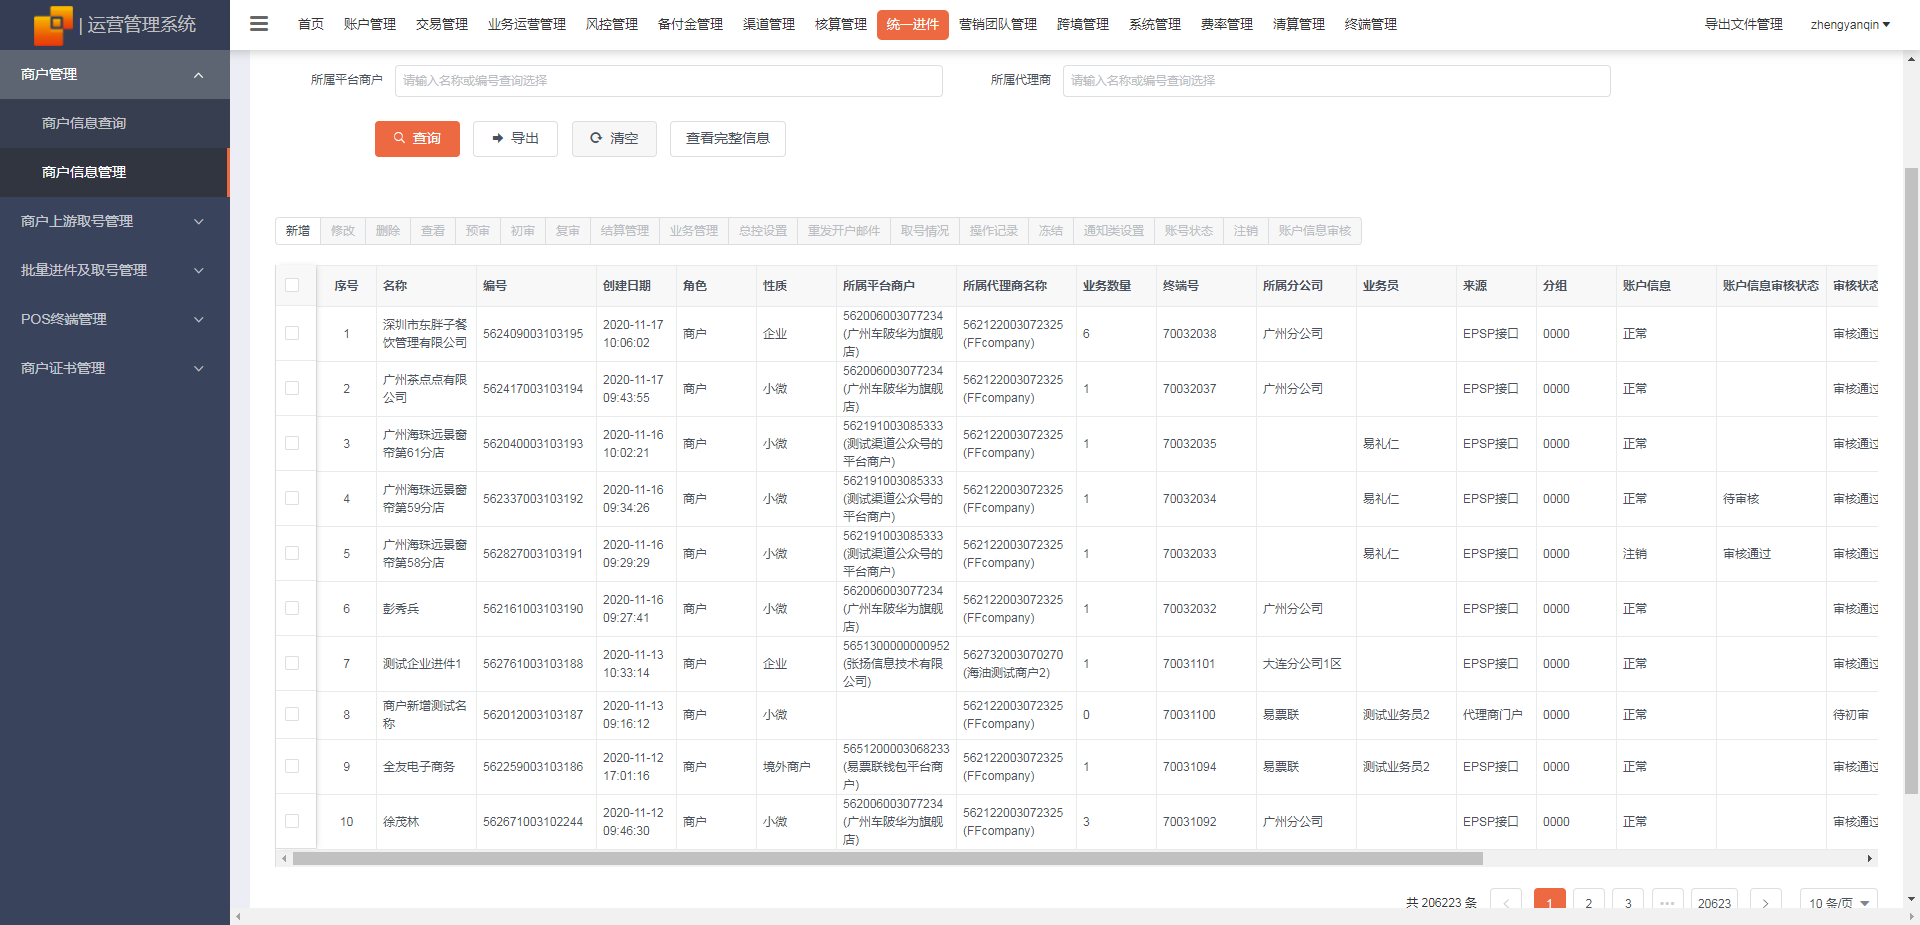 运营管理系统
首页 账户管理 交易管理 业务运营管理 风控管理 备付金管理 渠道管理 核算管理 统一进件 营销团队管理 跨境管理 系统管理 费率管理 清算管理 终端管理 导出文件管理 zhengyanqin
商户管理
商户信息查询
商户信息管理
商户上游取号管理
批量进件及取号管理
POS终端管理
商户证书管理
所属平台商户 请输入名称或编号查询选择 所属代理商 请输入名称或编号查询选择
查询 导出 清空 查看完整信息
新增 修改 删除 查看 预审 初审 复审 结算管理 业务管理 总控设置 重发开户邮件 取号情况 操作记录 冻结 通知类设置 账号状态 注销 账户信息审核
序号 名称 编号 创建日期 角色 性质 所属平台商户 所属代理商名称 业务数量 终端号 所属分公司 业务员 来源 分组 账户信息 账户信息审核状态 审核状态
1 深圳市东胖子餐饮管理有限公司 562409003103195 2020-11-17 10:06:02 商户 企业 562006003077234(广州车陂华为旗舰店) 562122003072325(FFcompany) 6 70032038 广州分公司 EPSP接口 0000 正常 审核通过
2 广州茶点点有限公司 562417003103194 2020-11-17 09:43:55 商户 小微 562006003077234(广州车陂华为旗舰店) 562122003072325(FFcompany) 1 70032037 广州分公司 EPSP接口 0000 正常 审核通过
3 广州海珠远景窗帘第61分店 562040003103193 2020-11-16 10:02:21 商户 小微 562191003085333(测试渠道公众号的平台商户) 562122003072325(FFcompany) 1 70032035 易礼仁 EPSP接口 0000 正常 审核通过
4 广州海珠远景窗帘第59分店 562337003103192 2020-11-16 09:34:26 商户 小微 562191003085333(测试渠道公众号的平台商户) 562122003072325(FFcompany) 1 70032034 易礼仁 EPSP接口 0000 正常 待审核 审核通过
5 广州海珠远景窗帘第58分店 562827003103191 2020-11-16 09:29:29 商户 小微 562191003085333(测试渠道公众号的平台商户) 562122003072325(FFcompany) 1 70032033 易礼仁 EPSP接口 0000 注销 审核通过 审核通过
6 彭秀兵 562161003103190 2020-11-16 09:27:41 商户 小微 562006003077234(广州车陂华为旗舰店) 562122003072325(FFcompany) 1 70032032 广州分公司 EPSP接口 0000 正常 审核通过
7 测试企业进件1 562761003103188 2020-11-13 10:33:14 商户 企业 5651300000000952(张扬信息技术有限公司) 562732003070270(海油测试商户2) 1 70031101 大连分公司1区 EPSP接口 0000 正常 审核通过
8 商户新增测试名称 562012003103187 2020-11-13 09:16:12 商户 小微 562122003072325(FFcompany) 0 70031100 易票联 测试业务员2 代理商门户 0000 正常 待初审
9 全友电子商务 562259003103186 2020-11-12 17:01:16 商户 境外商户 5651200003068233(易票联钱包平台商户) 562122003072325(FFcompany) 1 70031094 易票联 测试业务员2 EPSP接口 0000 正常 审核通过
10 徐茂林 562671003102244 2020-11-12 09:46:30 商户 小微 562006003077234(广州车陂华为旗舰店) 562122003072325(FFcompany) 3 70031092 广州分公司 EPSP接口 0000 正常 审核通过
共 206223 条 1 2 3 ••• 20623 10 条/页